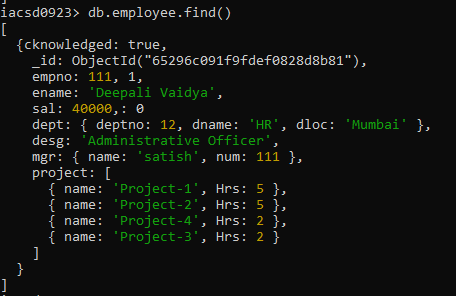 iacsd0923> db.employee.find()
[
  {cknowledged: true,
    _id: ObjectId("65296c091f9fdef0828d8b81"),
    empno: 111, 1,
    ename: 'Deepali Vaidya',
    sal: 40000,: 0
    dept: { deptno: 12, dname: 'HR', dloc: 'Mumbai' },
    desg: 'Administrative Officer',
    mgr: { name: 'satish', num: 111 },
    project: [
      { name: 'Project-1', Hrs: 5 },
      { name: 'Project-2', Hrs: 5 },
      { name: 'Project-4', Hrs: 2 },
      { name: 'Project-3', Hrs: 2 }
    ]
  }
]